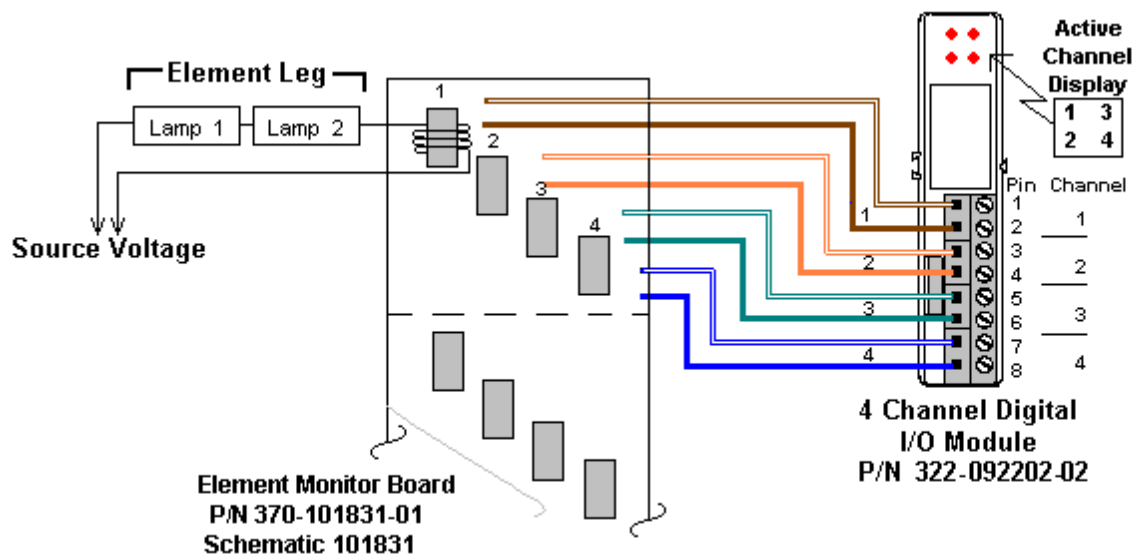 Element Leg
Lamp 1
Lamp 2
Source Voltage
1
2
3
4
1
2
3
4
Active
Channel
Display
1 3
2 4
Pin Channel
1
2
3
4
5
6
7
8
1
2
3
4
4 Channel Digital
I/O Module
P/N 322-092202-02
Element Monitor Board
P/N 370-101831-01
Schematic 101831